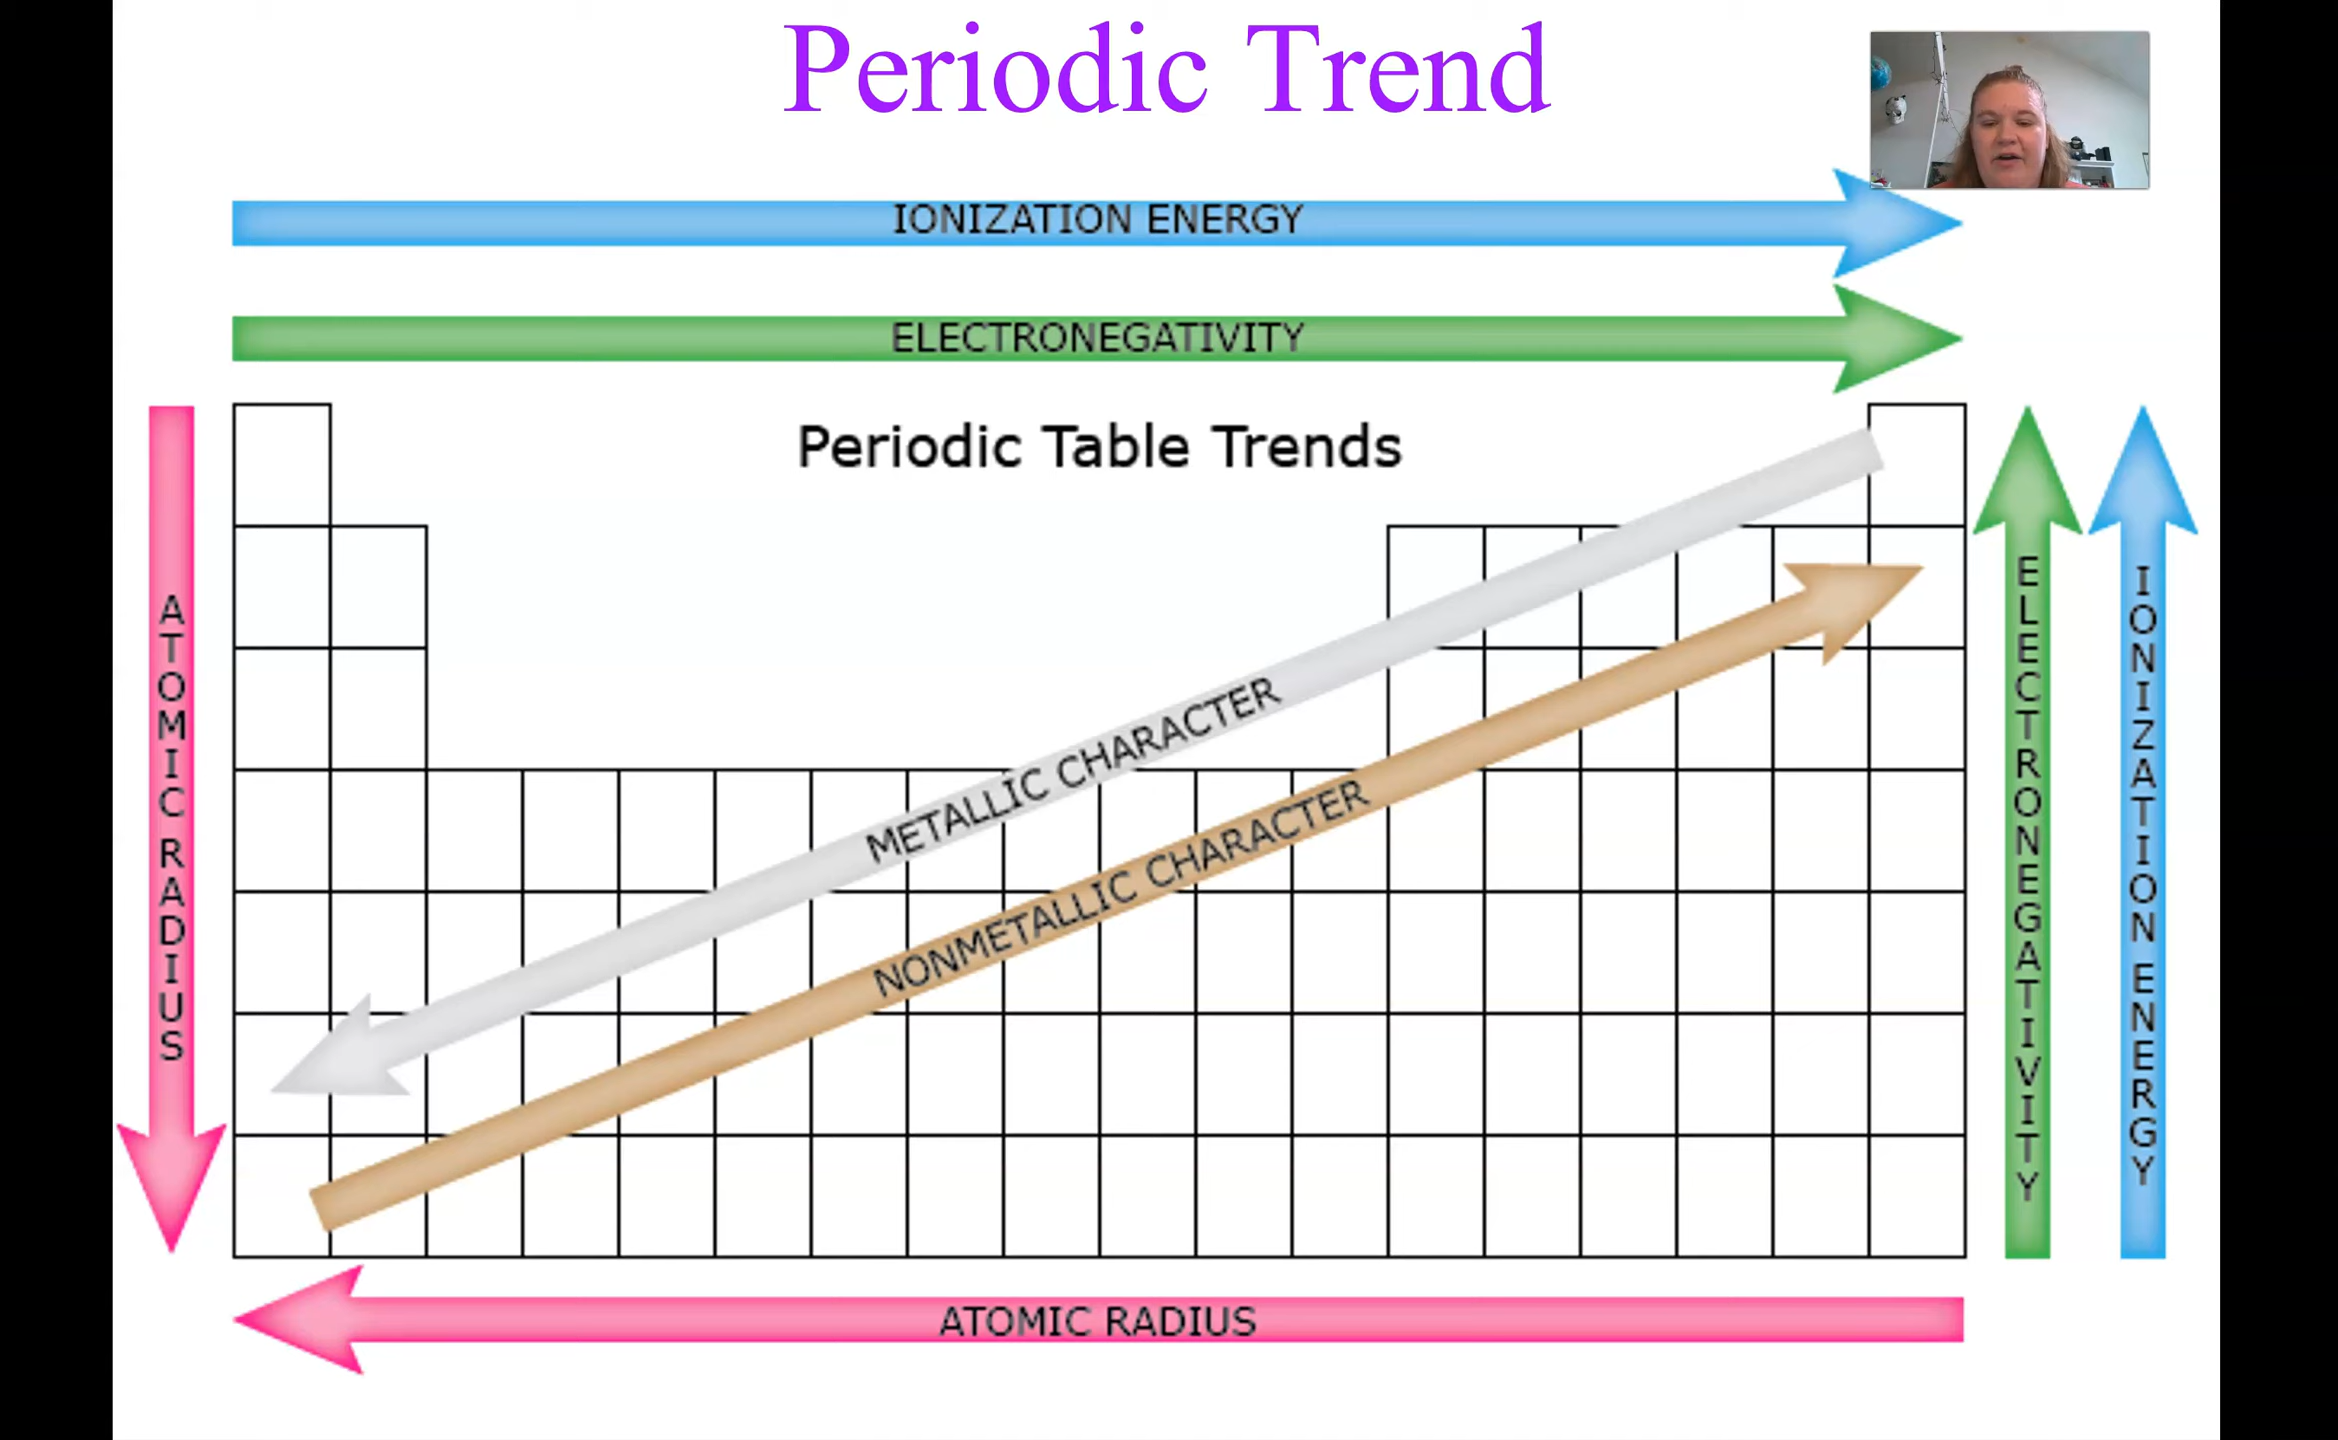 Periodic Trend
IONIZATION ENERGY
ELECTRONEGATIVITY
Periodic Table Trends
ATOMIC RADIUS
METALLIC CHARACTER
NONMETALLIC CHARACTER
ELECTRONEGATIVITY
IONIZATION ENERGY
ATOMIC RADIUS